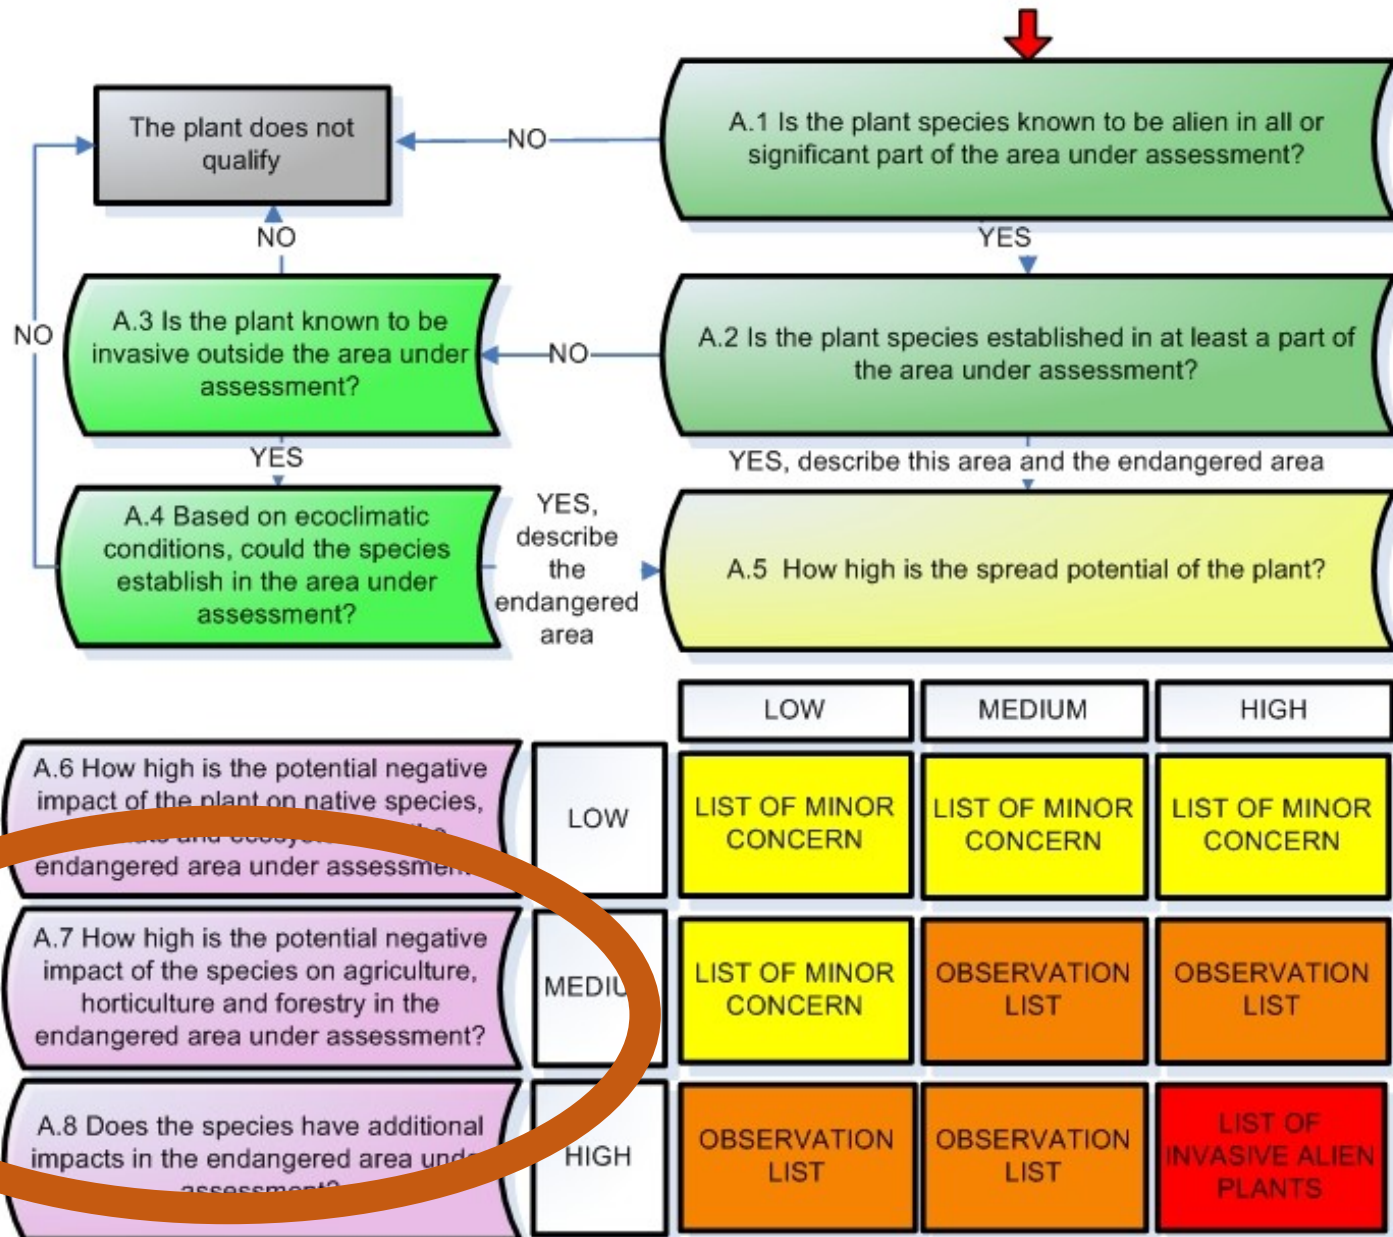 The plant does not
qualify
NO
A.1 Is the plant species known to be alien in all or
significant part of the area under assessment?
NO
YES
NO
A.3 Is the plant known to be
invasive outside the area under
assessment?
NO
A.2 Is the plant species established in at least a part of
the area under assessment?
YES
YES, describe this area and the endangered area
A.4 Based on ecoclimatic
conditions, could the species
establish in the area under
assessment?
YES,
describe
the
endangered
area
A.5 How high is the spread potential of the plant?
LOW
MEDIUM
HIGH
A.6 How high is the potential negative
impact of the plant on native species,
and
endangered area under
LOW
LIST OF MINOR
CONCERN
LIST OF MINOR
CONCERN
LIST OF MINOR
CONCERN
A.7 How high is the potential negative
impact of the species on agriculture,
horticulture and forestry in the
endangered area under assessment?
LIST OF MINOR
CONCERN
OBSERVATION
LIST
OBSERVATION
LIST
A.8 Does the species have additional
impacts in the endangered area
assessment?
HIGH
OBSERVATION
LIST
OBSERVATION
LIST
LIST OF
INVASIVE ALIEN
PLANTS